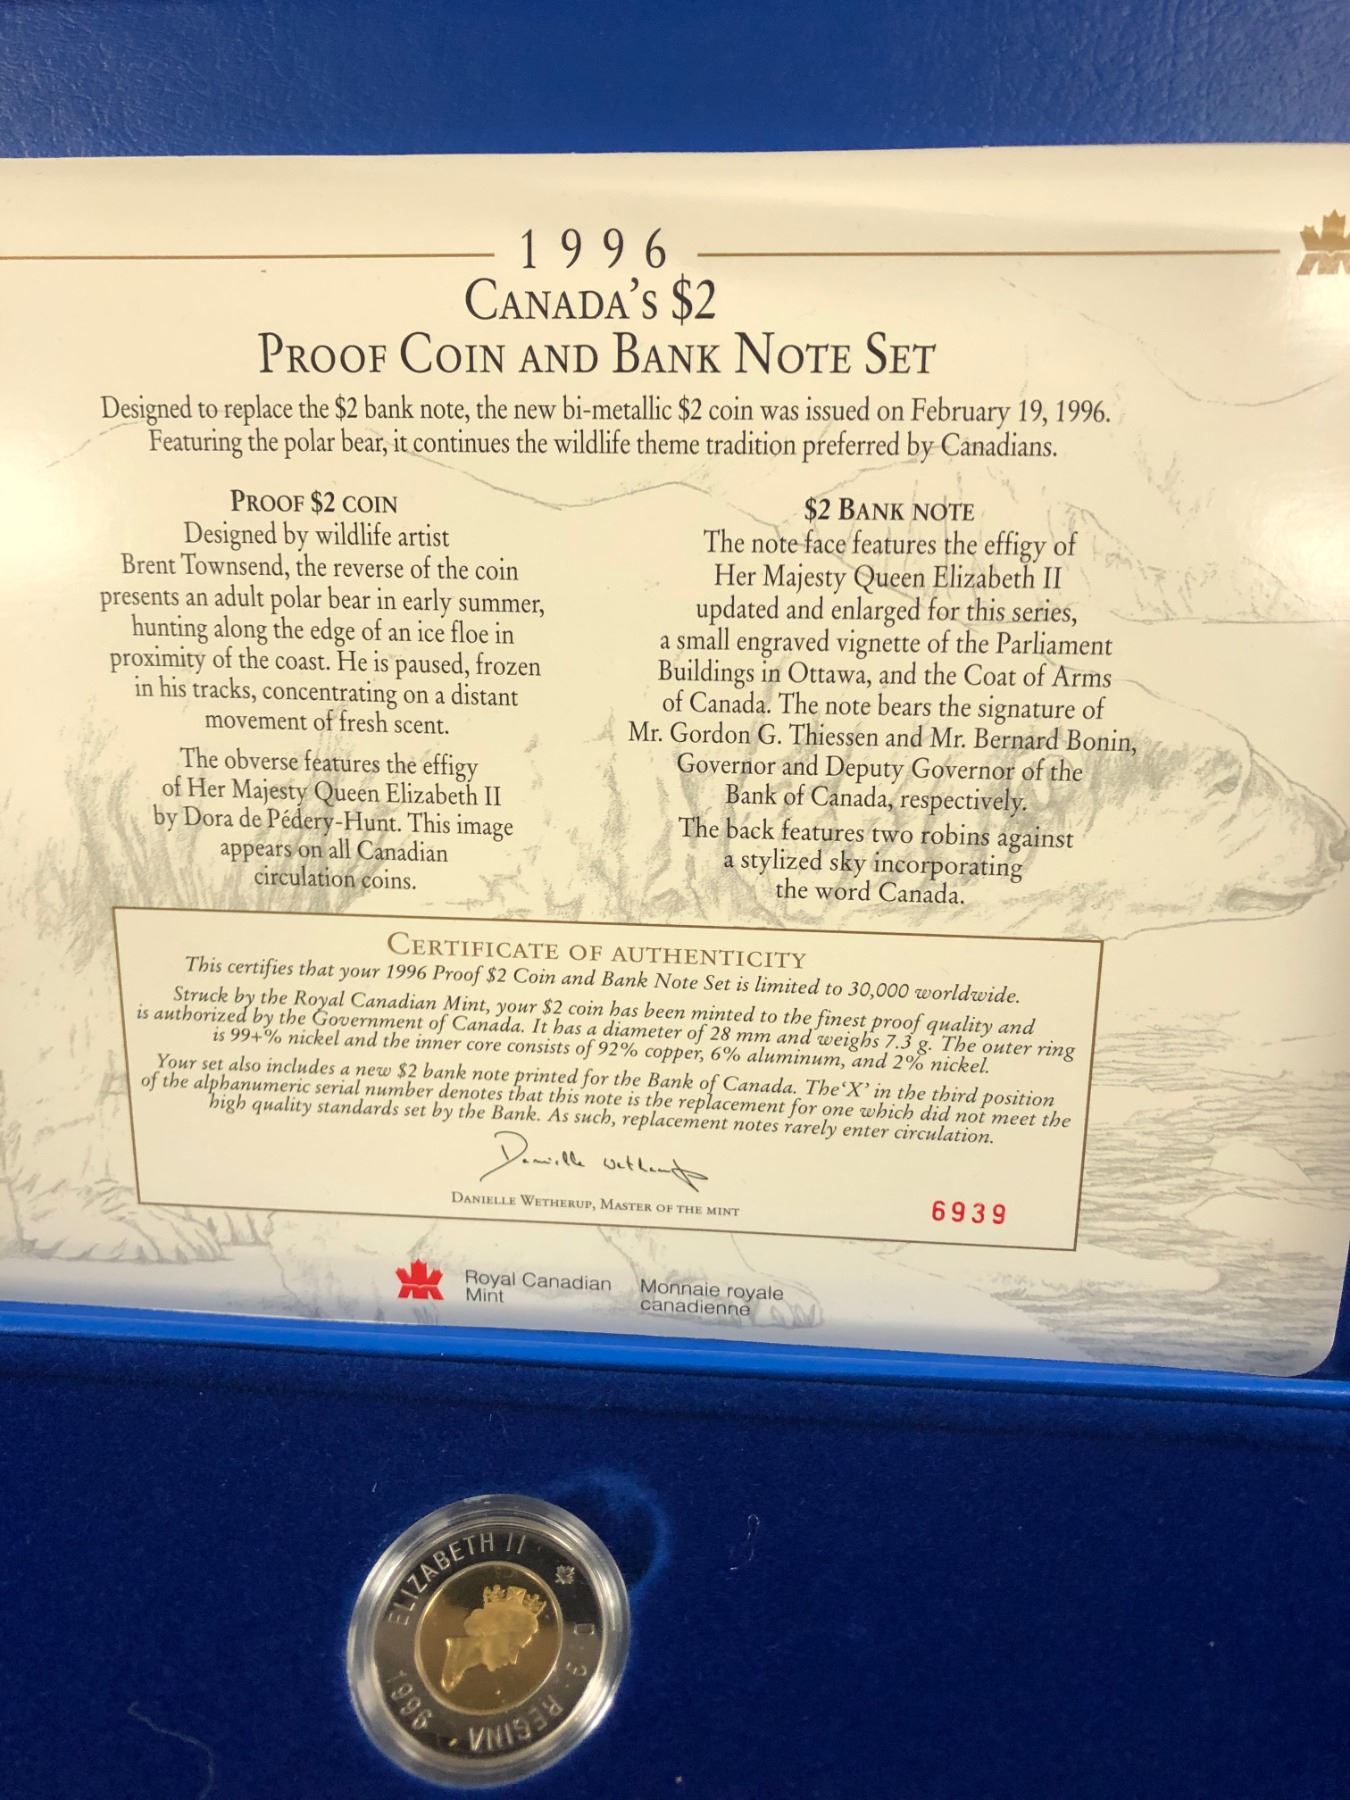 1996
CANADA'S $2
PROOF COIN AND BANK NOTE SET
Designed to replace the $2 bank note, the new bi-metallic $2 coin was issued on February 19, 1996.
Featuring the polar bear, it continues the wildlife theme tradition preferred by Canadians.
PROOF $2 COIN
Designed by wildlife artist
Brent Townsend, the reverse of the coin
presents an adult polar bear in early summer,
hunting along the edge of an ice floe in
proximity of the coast. He is paused, frozen
in his tracks, concentrating on a distant
movement of fresh scent.
The obverse features the effigy
of Her Majesty Queen Elizabeth II
by Dora de Pédery-Hunt. This image
appears on all Canadian
circulation coins.
$2 BANK NOTE
The note face features the effigy of
Her Majesty Queen Elizabeth II
updated and enlarged for this series,
a small engraved vignette of the Parliament
Buildings in Ottawa, and the Coat of Arms
of Canada. The note bears the signature of
Mr. Gordon G. Thiessen and Mr. Bernard Bonin,
Governor and Deputy Governor of the
Bank of Canada, respectively.
The back features two robins against
a stylized sky incorporating
the word Canada.
CERTIFICATE OF AUTHENTICITY
This certifies that your 1996 Proof $2 Coin and Bank Note Set is limited to 30,000 worldwide.
Struck by the Royal Canadian Mint, your $2 coin has been minted to the finest proof quality and
is authorized by the Government of Canada. It has a diameter of 28 mm and weighs 7.3 g. The outer ring
is 99+% nickel and the inner core consists of 92% copper, 6% aluminum, and 2% nickel.
Your set also includes a new $2 bank note printed for the Bank of Canada. The 'X' in the third position
of the alphanumeric serial number denotes that this note is the replacement for one which did not meet the
high quality standards set by the Bank. As such, replacement notes rarely enter circulation.
Danielle Wetherup
DANIELLE WETHERUP, MASTER OF THE MINT
6939
Royal Canadian
Mint
Monnaie royale
canadienne
ELIZABETH II
D · G · REGINA
1996